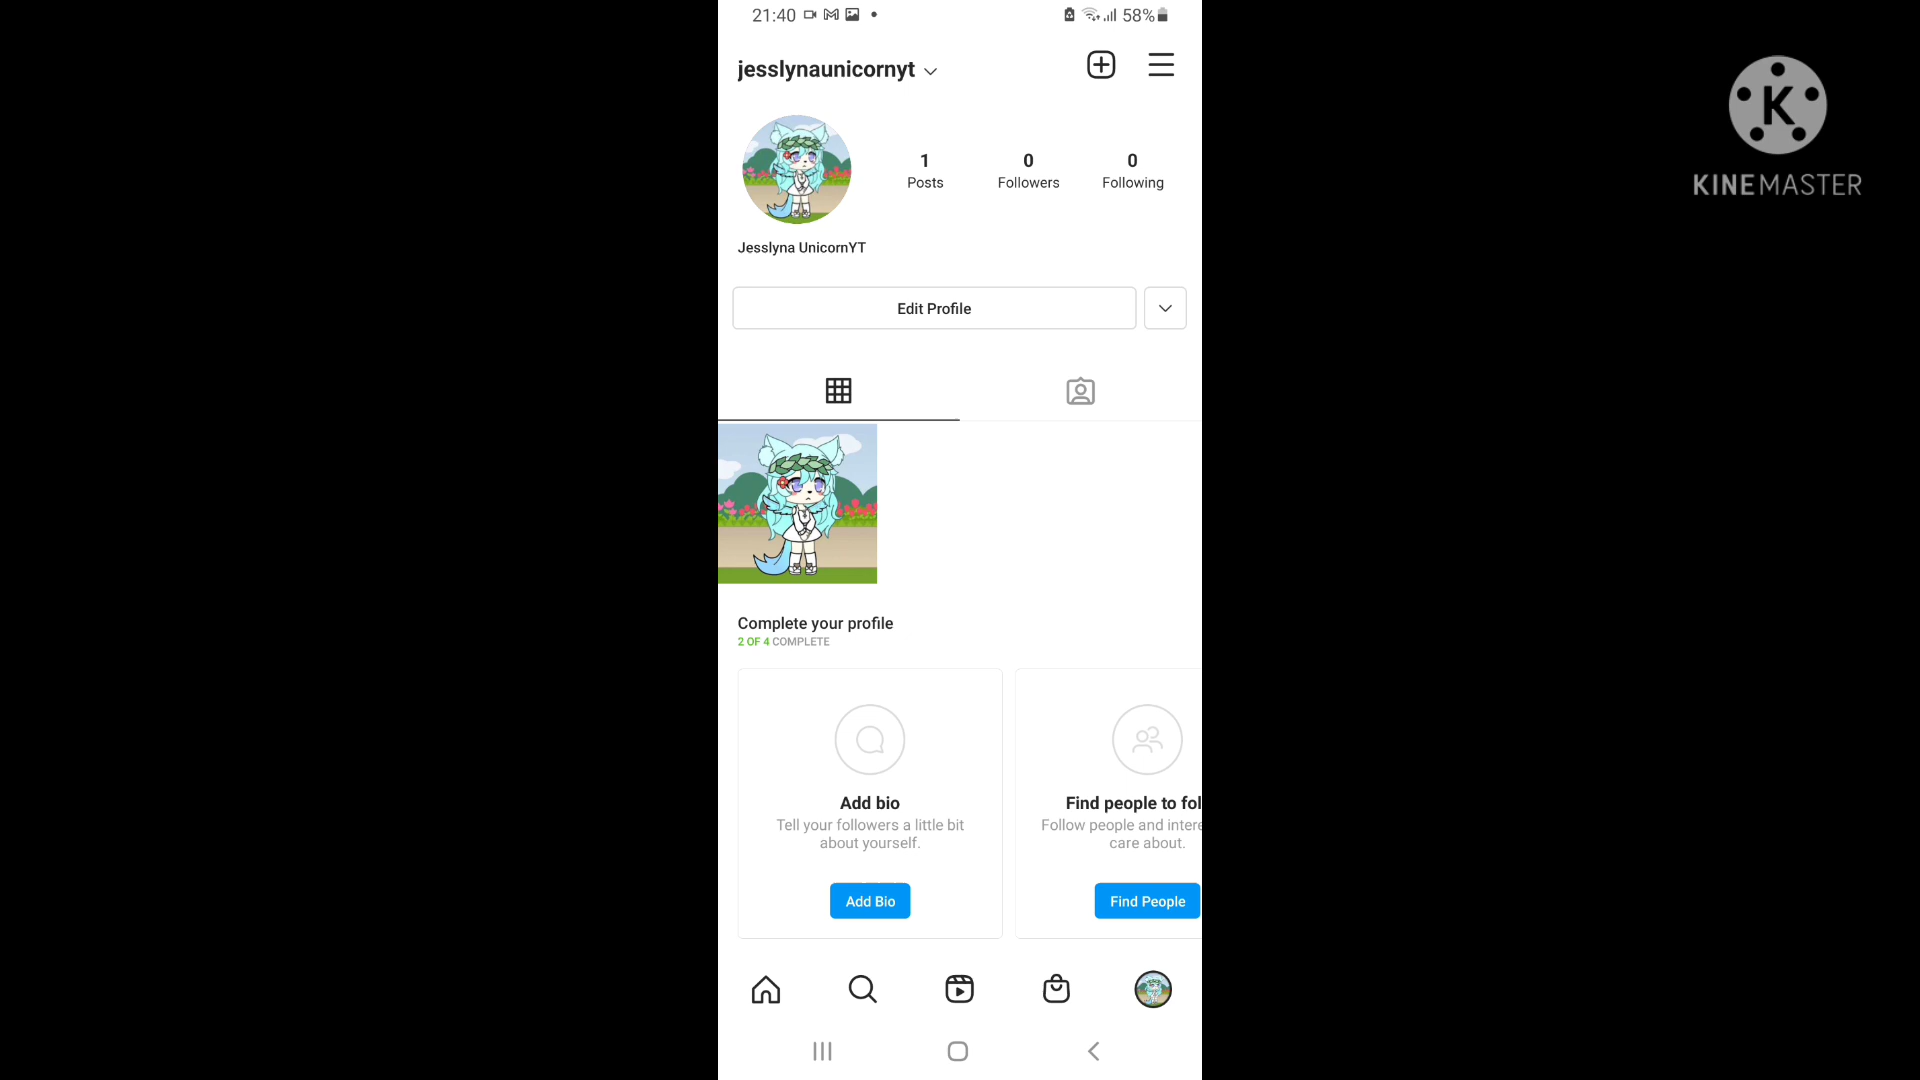 21:40
58%
jesslynaunicornyt
1
0
0
Posts
Followers
Following
Jesslyna UnicornYT
Edit Profile
Complete your profile
2 OF 4 COMPLETE
Add bio
Tell your followers a little bit
about yourself.
Add Bio
Find people to fol
Follow people and intere
care about.
Find People
K
KINEMASTER